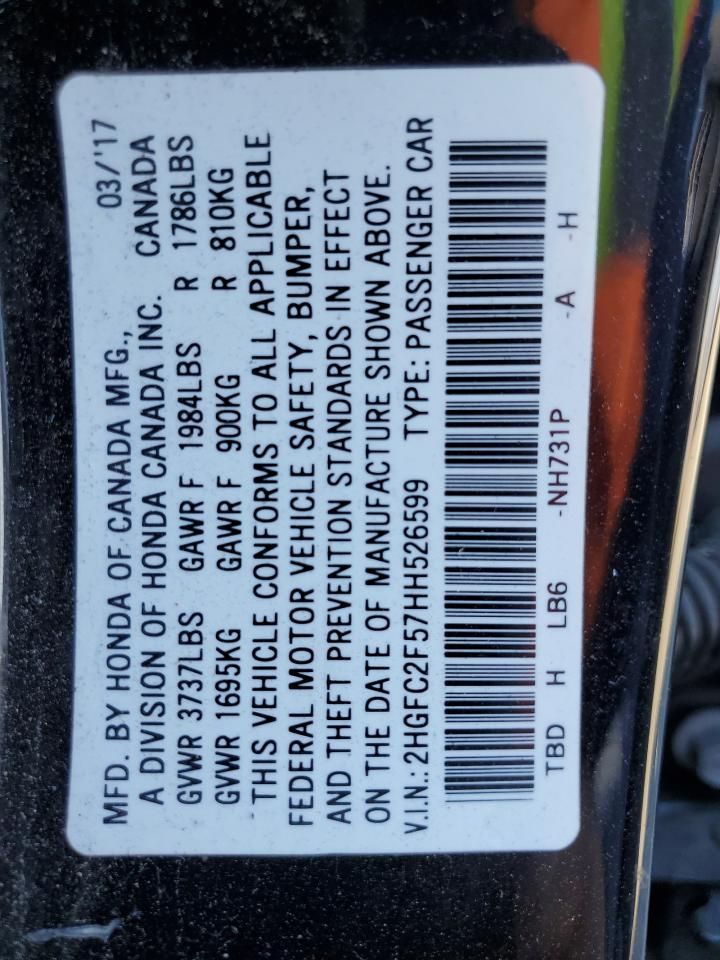 MFD. BY HONDA OF CANADA MFG., 03/'17
A DIVISION OF HONDA CANADA INC. CANADA
GVWR 3737LBS GAWR F 1984LBS R 1786LBS
GVWR 1695KG GAWR F 900KG R 810KG
THIS VEHICLE CONFORMS TO ALL APPLICABLE
FEDERAL MOTOR VEHICLE SAFETY, BUMPER,
AND THEFT PREVENTION STANDARDS IN EFFECT
ON THE DATE OF MANUFACTURE SHOWN ABOVE.
V.I.N.: 2HGFC2F57HH526599 TYPE: PASSENGER CAR
TBD H LB6 -NH731P -A -H